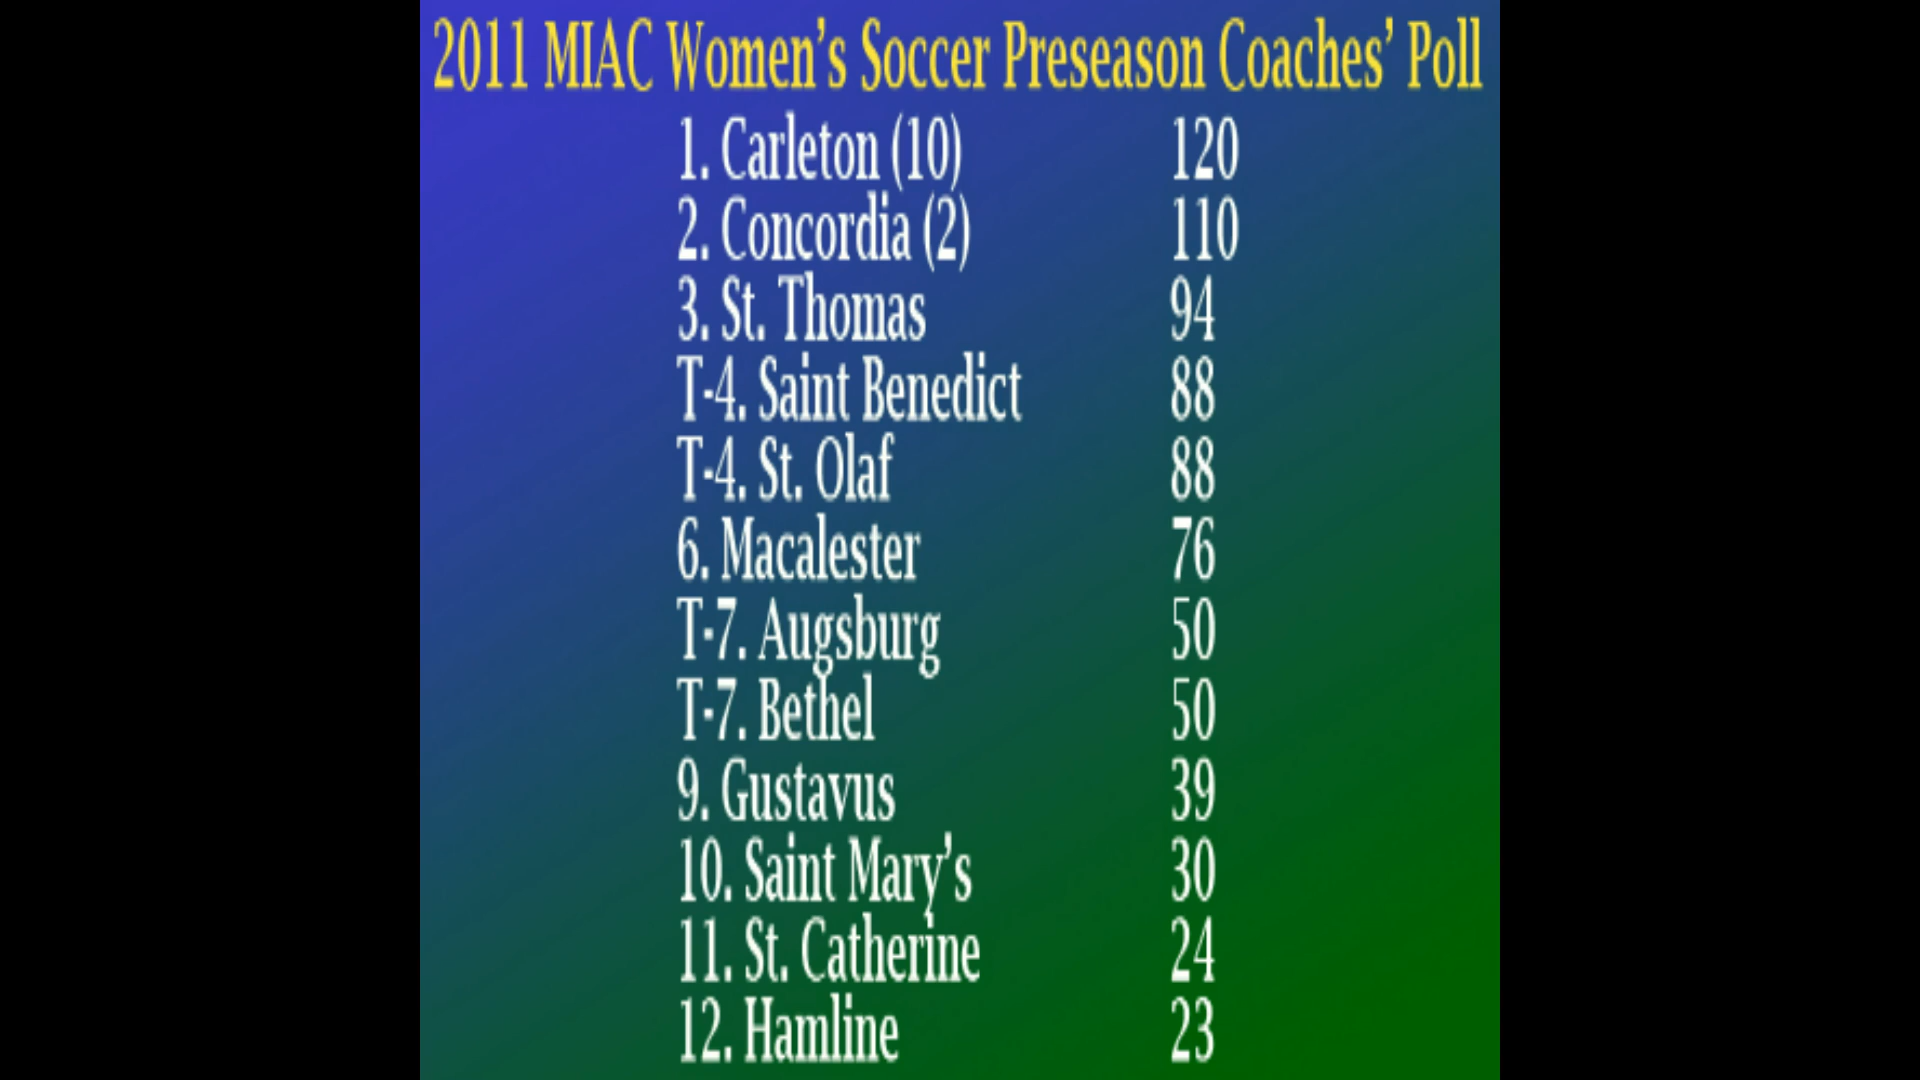 2011 MIAC Women’s Soccer Preseason Coaches’ Poll
1. Carleton (10) 120
2. Concordia (2) 110
3. St. Thomas 94
T-4. Saint Benedict 88
T-4. St. Olaf 88
6. Macalester 76
T-7. Augsburg 50
T-7. Bethel 50
9. Gustavus 39
10. Saint Mary’s 30
11. St. Catherine 24
12. Hamline 23